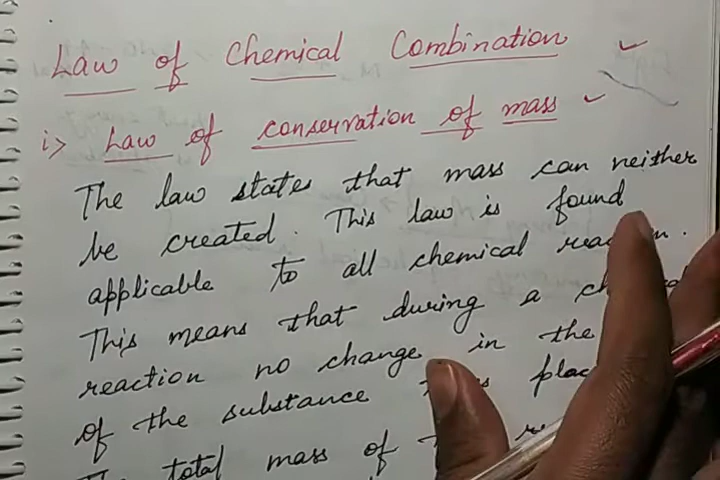 Law of Chemical Combination
i> Law of conservation of mass
The law states that mass can neither
be created. This law is found
applicable to all chemical
This means that during a
reaction no change in the
of the substance
total mass of